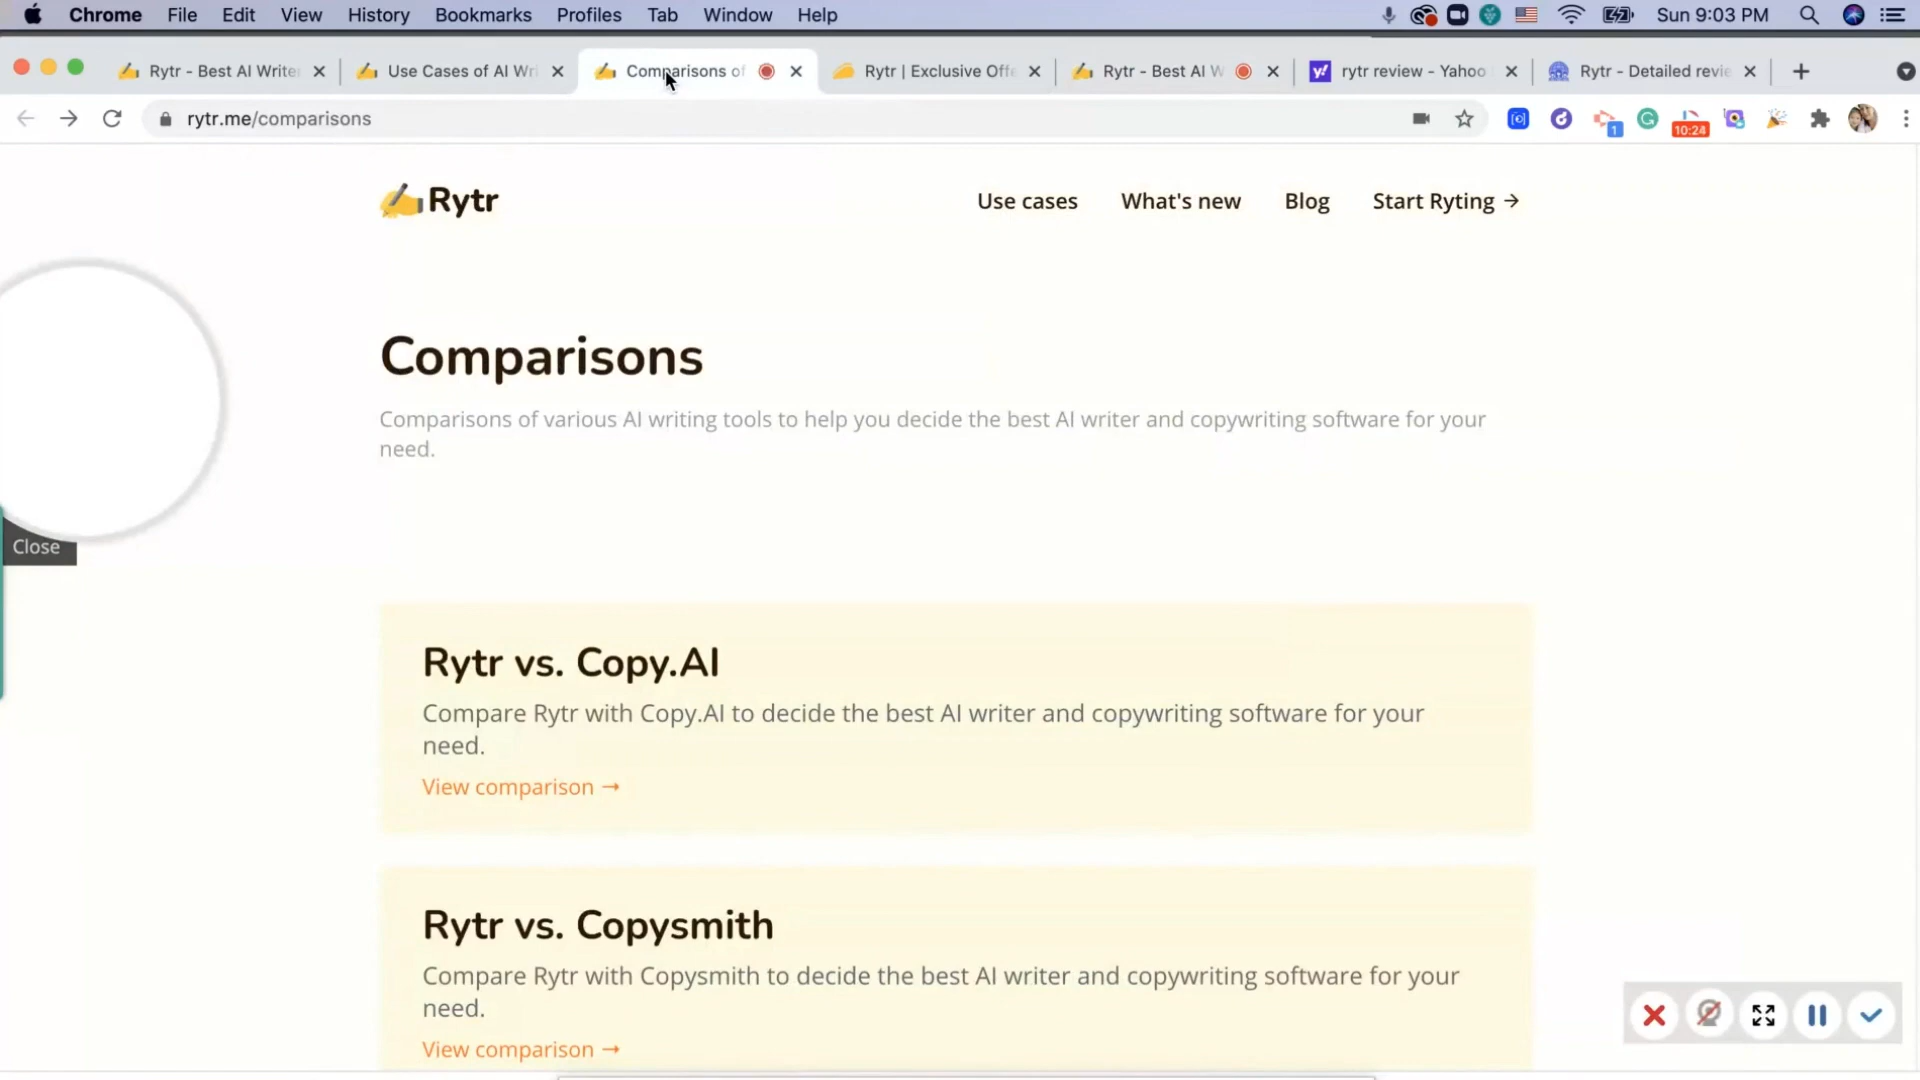 Chrome File Edit View History Bookmarks Profiles Tab Window Help Sun 9:03 PM
Rytr - Best AI Write Use Cases of AI Wri Comparisons of Rytr | Exclusive Offe Rytr - Best AI W y! rytr review - Yahoo Rytr - Detailed revie
rytr.me/comparisons 1 10:24
Rytr Use cases What's new Blog Start Ryting →
Comparisons
Comparisons of various AI writing tools to help you decide the best AI writer and copywriting software for your
need.
Close
Rytr vs. Copy.AI
Compare Rytr with Copy.AI to decide the best AI writer and copywriting software for your
need.
View comparison →
Rytr vs. Copysmith
Compare Rytr with Copysmith to decide the best AI writer and copywriting software for your
need.
View comparison →